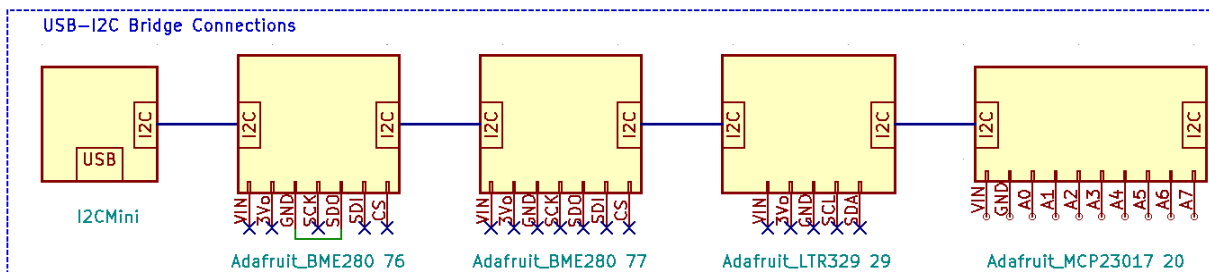 USB-I2C Bridge Connections
I2C
USB
I2CMini
I2C
I2C
VIN
3Vo
GND
SCK
SDO
SDI
CS
Adafruit_BME280 76
I2C
I2C
VIN
3Vo
GND
SCK
SDO
SDI
CS
Adafruit_BME280 77
I2C
I2C
VIN
3Vo
GND
SCL
SDA
Adafruit_LTR329 29
I2C
I2C
VIN
GND
A0
A1
A2
A3
A4
A5
A6
A7
Adafruit_MCP23017 20